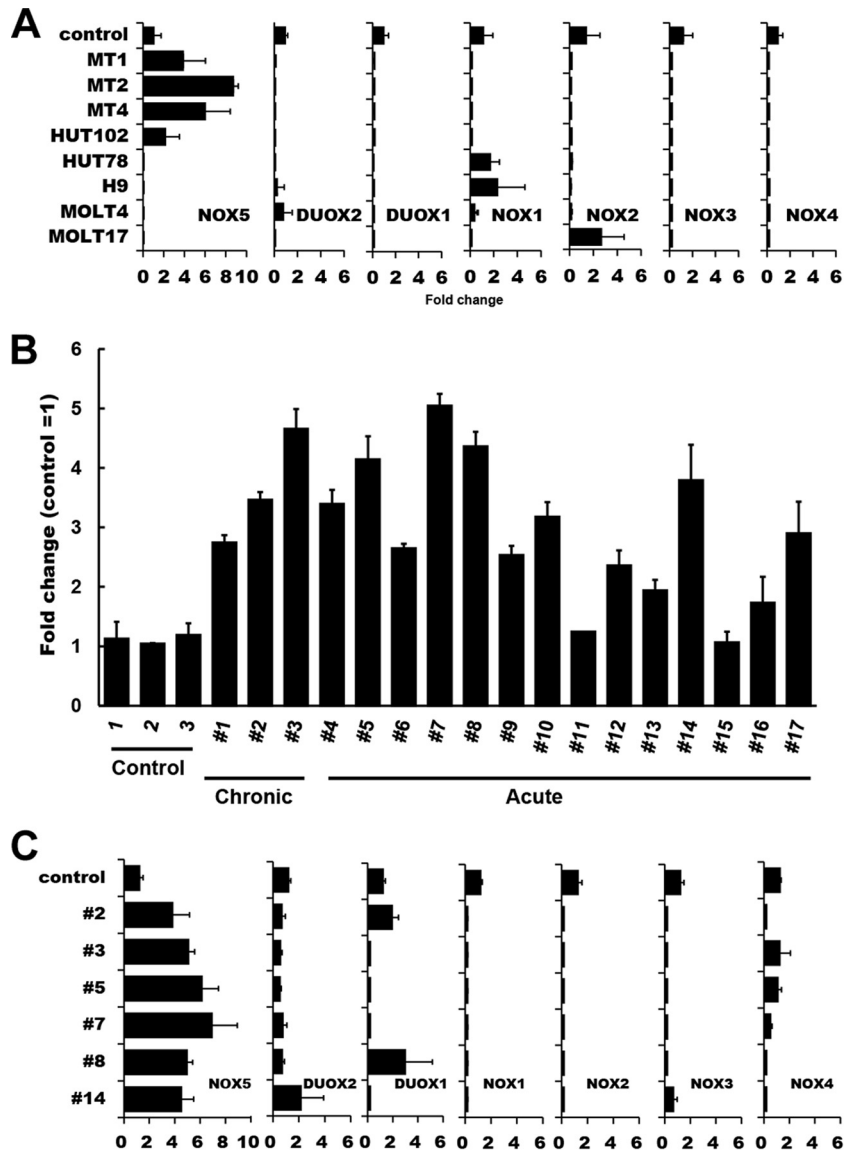 A
control
MT1
MT2
MT4
HUT102
HUT78
H9
MOLT4
MOLT17
NOX5 DUOX2 DUOX1 NOX1 NOX2 NOX3 NOX4
0 2 4 6 8 10 0 2 4 6 0 2 4 6 0 2 4 6 0 2 4 6 0 2 4 6 0 2 4 6
Fold change
B
Fold change (control =1)
6
5
4
3
2
1
0
1 2 3 #1 #2 #3 #4 #5 #6 #7 #8 #9 #10 #11 #12 #13 #14 #15 #16 #17
Control
Chronic Acute
C
control
#2
#3
#5
#7
#8
#14
NOX5 DUOX2 DUOX1 NOX1 NOX2 NOX3 NOX4
0 2 4 6 8 10 0 2 4 6 0 2 4 6 0 2 4 6 0 2 4 6 0 2 4 6 0 2 4 6